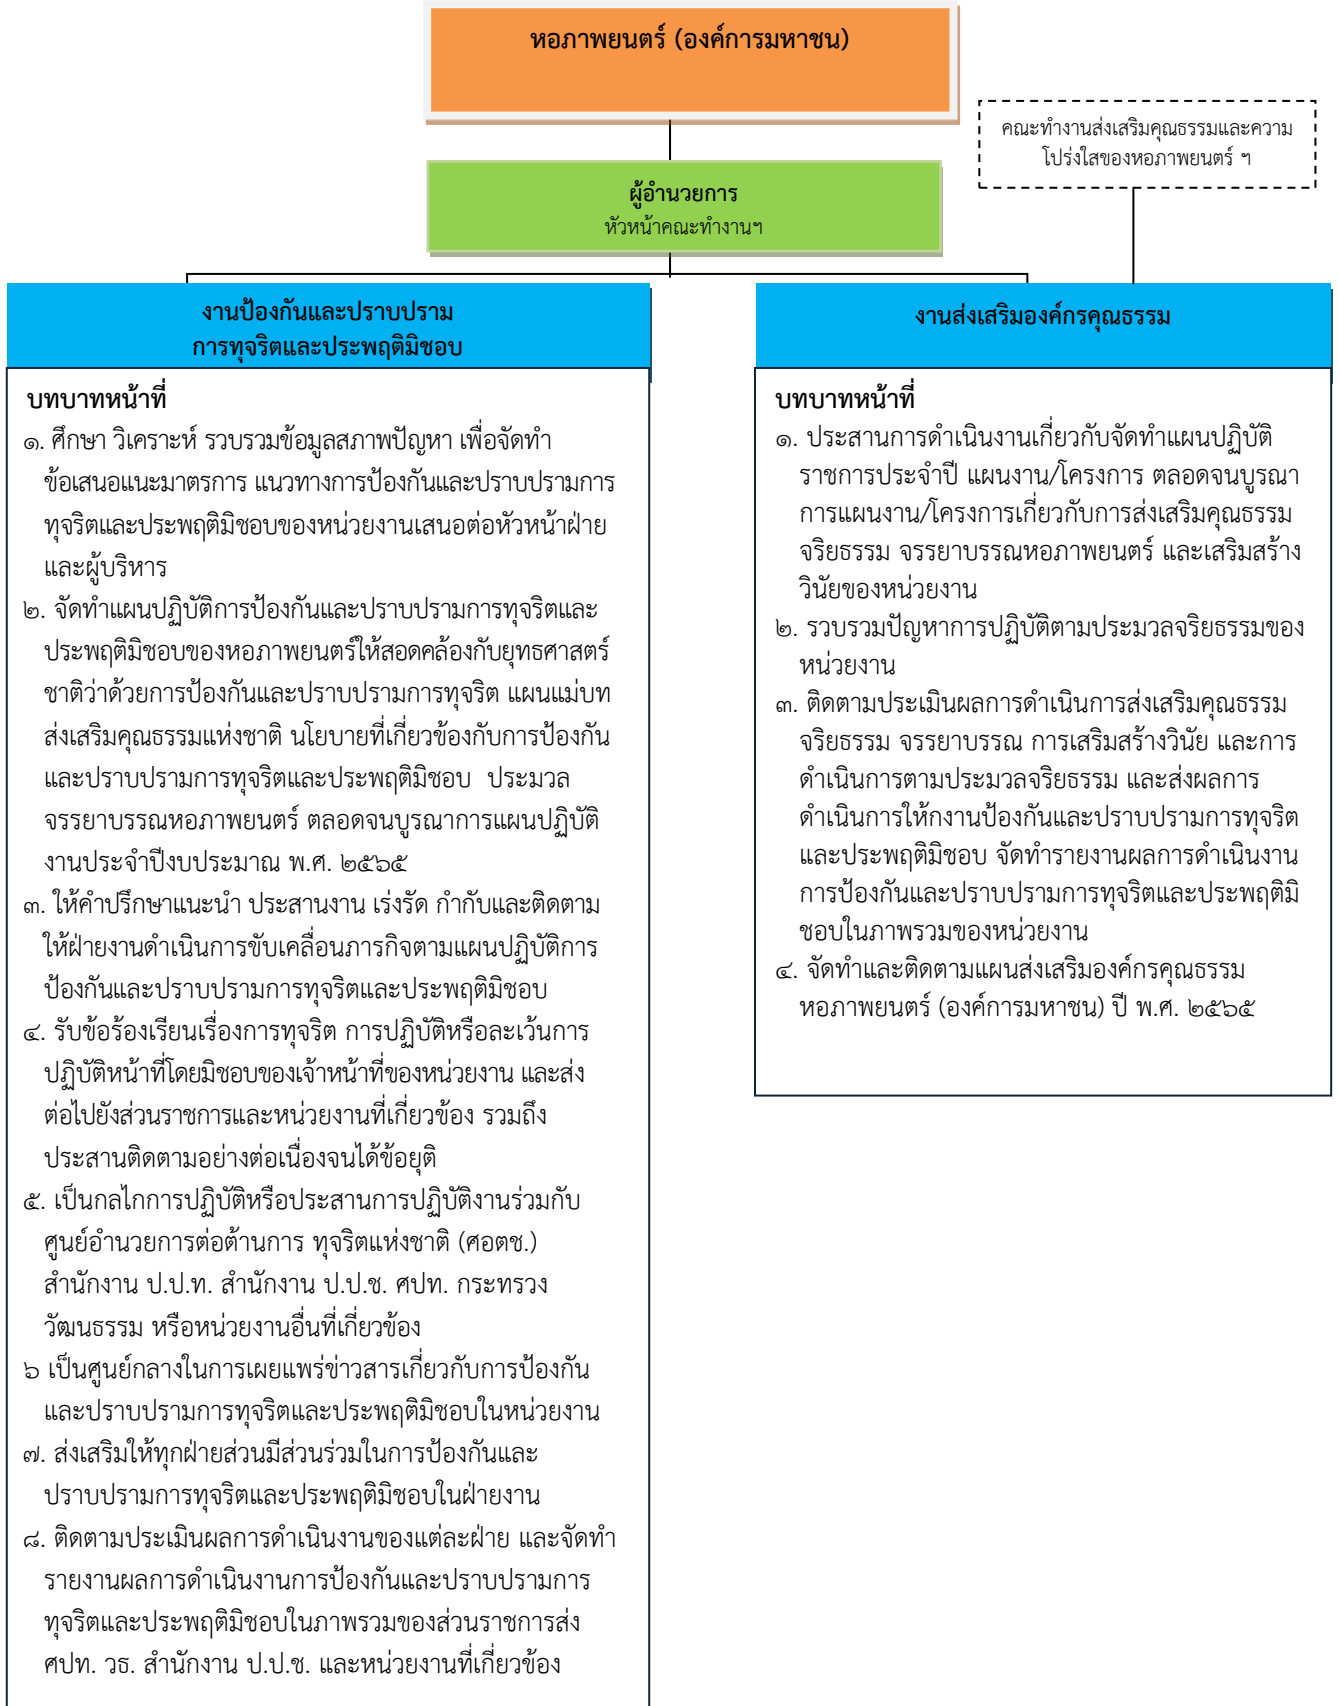 หอภาพยนตร์ (องค์การมหาชน)
คณะทำงานส่งเสริมคุณธรรมและความ
โปร่งใสของหอภาพยนตร์ ฯ
ผู้อำนวยการ
หัวหน้าคณะทำงานฯ
งานป้องกันและปราบปราม
การทุจริตและประพฤติมิชอบ
บทบาทหน้าที่
๑. ศึกษา วิเคราะห์ รวบรวมข้อมูลสภาพปัญหา เพื่อจัดทำ
ข้อเสนอแนะมาตรการ แนวทางการป้องกันและปราบปรามการ
ทุจริตและประพฤติมิชอบของหน่วยงานเสนอต่อหัวหน้าฝ่าย
และผู้บริหาร
๒. จัดทำแผนปฏิบัติการป้องกันและปราบปรามการทุจริตและ
ประพฤติมิชอบของหอภาพยนตร์ให้สอดคล้องกับยุทธศาสตร์
ชาติว่าด้วยการป้องกันและปราบปรามการทุจริต แผนแม่บท
ส่งเสริมคุณธรรมแห่งชาติ นโยบายที่เกี่ยวข้องกับการป้องกัน
และปราบปรามการทุจริตและประพฤติมิชอบ  ประมวล
จรรยาบรรณหอภาพยนตร์ ตลอดจนบูรณาการแผนปฏิบัติ
งานประจำปีงบประมาณ พ.ศ. ๒๕๖๕
๓. ให้คำปรึกษาแนะนำ ประสานงาน เร่งรัด กำกับและติดตาม
ให้ฝ่ายงานดำเนินการขับเคลื่อนภารกิจตามแผนปฏิบัติการ
ป้องกันและปราบปรามการทุจริตและประพฤติมิชอบ
๔. รับข้อร้องเรียนเรื่องการทุจริต การปฏิบัติหรือละเว้นการ
ปฏิบัติหน้าที่โดยมิชอบของเจ้าหน้าที่ของหน่วยงาน และส่ง
ต่อไปยังส่วนราชการและหน่วยงานที่เกี่ยวข้อง รวมถึง
ประสานติดตามอย่างต่อเนื่องจนได้ข้อยุติ
๕. เป็นกลไกการปฏิบัติหรือประสานการปฏิบัติงานร่วมกับ
ศูนย์อำนวยการต่อต้านการ ทุจริตแห่งชาติ (ศอตช.)
สำนักงาน ป.ป.ท. สำนักงาน ป.ป.ช. ศปท. กระทรวง
วัฒนธรรม หรือหน่วยงานอื่นที่เกี่ยวข้อง
๖ เป็นศูนย์กลางในการเผยแพร่ข่าวสารเกี่ยวกับการป้องกัน
และปราบปรามการทุจริตและประพฤติมิชอบในหน่วยงาน
๗. ส่งเสริมให้ทุกฝ่ายส่วนมีส่วนร่วมในการป้องกันและ
ปราบปรามการทุจริตและประพฤติมิชอบในฝ่ายงาน
๘. ติดตามประเมินผลการดำเนินงานของแต่ละฝ่าย และจัดทำ
รายงานผลการดำเนินงานการป้องกันและปราบปรามการ
ทุจริตและประพฤติมิชอบในภาพรวมของส่วนราชการส่ง
ศปท. วธ. สำนักงาน ป.ป.ช. และหน่วยงานที่เกี่ยวข้อง
งานส่งเสริมองค์กรคุณธรรม
บทบาทหน้าที่
๑. ประสานการดำเนินงานเกี่ยวกับจัดทำแผนปฏิบัติ
ราชการประจำปี แผนงาน/โครงการ ตลอดจนบูรณา
การแผนงาน/โครงการเกี่ยวกับการส่งเสริมคุณธรรม
จริยธรรม จรรยาบรรณหอภาพยนตร์ และเสริมสร้าง
วินัยของหน่วยงาน
๒. รวบรวมปัญหาการปฏิบัติตามประมวลจริยธรรมของ
หน่วยงาน
๓. ติดตามประเมินผลการดำเนินการส่งเสริมคุณธรรม
จริยธรรม จรรยาบรรณ การเสริมสร้างวินัย และการ
ดำเนินการตามประมวลจริยธรรม และส่งผลการ
ดำเนินการให้กงานป้องกันและปราบปรามการทุจริต
และประพฤติมิชอบ จัดทำรายงานผลการดำเนินงาน
การป้องกันและปราบปรามการทุจริตและประพฤติมิ
ชอบในภาพรวมของหน่วยงาน
๔. จัดทำและติดตามแผนส่งเสริมองค์กรคุณธรรม
หอภาพยนตร์ (องค์การมหาชน) ปี พ.ศ. ๒๕๖๕